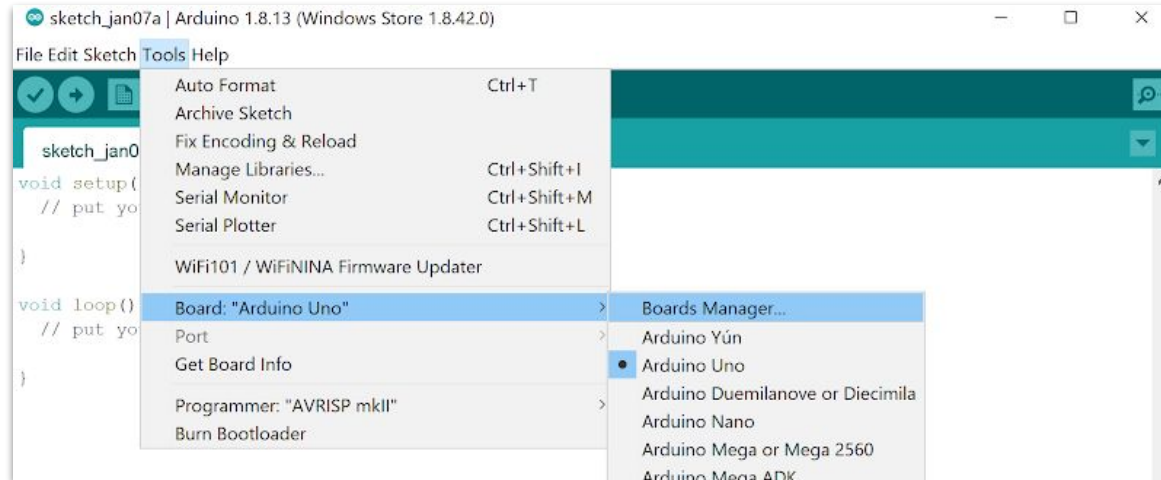 sketch_jan07a | Arduino 1.8.13 (Windows Store 1.8.42.0)
File Edit Sketch Tools Help
sketch_jan0
void setup(
// put yo
}
void loop()
// put yo
}
Auto Format Ctrl+T
Archive Sketch
Fix Encoding & Reload
Manage Libraries... Ctrl+Shift+I
Serial Monitor Ctrl+Shift+M
Serial Plotter Ctrl+Shift+L
WiFi101 / WiFiNINA Firmware Updater
Board: "Arduino Uno"
Port
Get Board Info
Programmer: "AVRISP mkII"
Burn Bootloader
Boards Manager...
Arduino Yún
Arduino Uno
Arduino Duemilanove or Diecimila
Arduino Nano
Arduino Mega or Mega 2560
Arduino Mega ADK